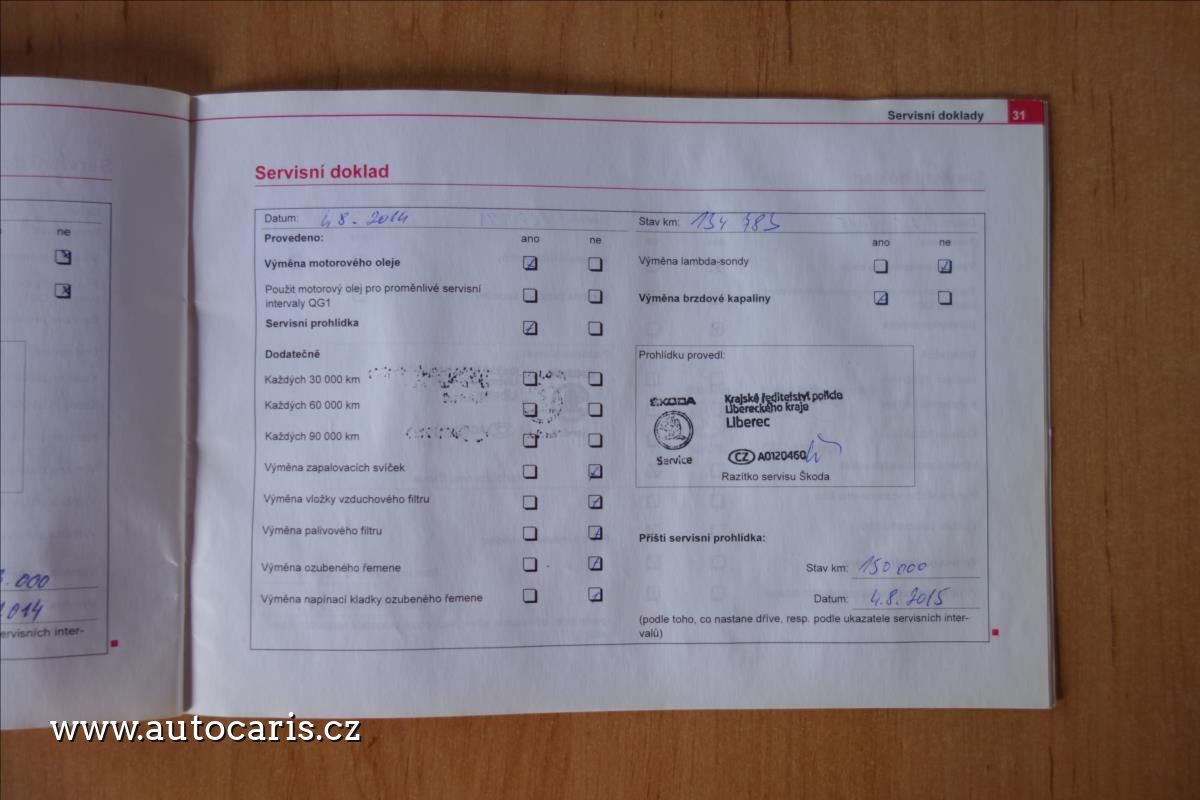 Servisní doklady 31
Servisní doklad
Datum: 4.8.2014
Stav km: 134 783
Provedeno: ano ne
ano ne
ne
Výměna motorového oleje
Výměna lambda-sondy
Použit motorový olej pro proměnlivé servisní
intervaly QG1
Výměna brzdové kapaliny
Servisní prohlídka
Dodatečně
Každých 30 000 km
Každých 60 000 km
Každých 90 000 km
Výměna zapalovacích svíček
Výměna vložky vzduchového filtru
Výměna palivového filtru
Výměna ozubeného řemene
Výměna napínací kladky ozubeného řemene
Prohlídku provedl:
ŠKODA
Service
Krajské ředitelství policie
Libereckého kraje
Liberec
CZ A0120460
Razítko servisu Škoda
Příští servisní prohlídka:
Stav km: 150 000
Datum: 4.8.2015
(podle toho, co nastane dříve, resp. podle ukazatele servisních inter-
valů)
.000
ervisních inter-
www.autocaris.cz